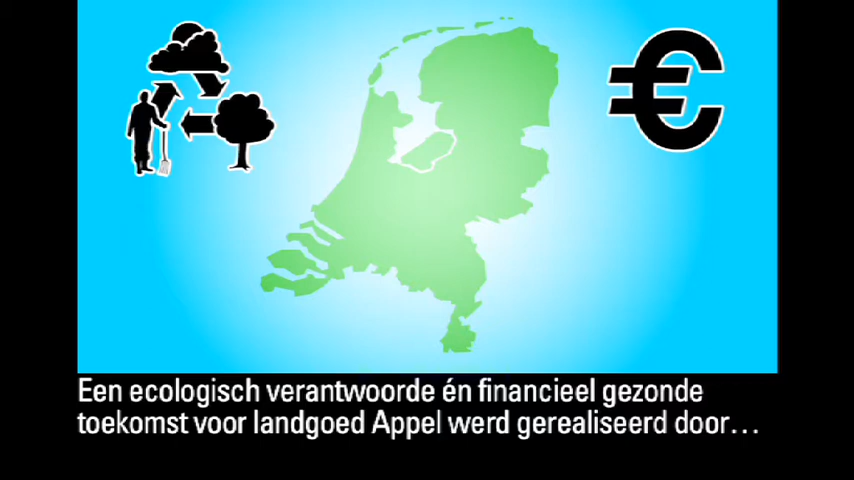 €
Een ecologisch verantwoorde én financieel gezonde
toekomst voor landgoed Appel werd gerealiseerd door…